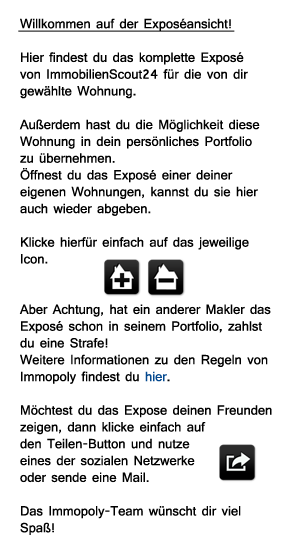 Willkommen auf der Exposéansicht!
Hier findest du das komplette Exposé
von ImmobilienScout24 für die von dir
gewählte Wohnung.
Außerdem hast du die Möglichkeit diese
Wohnung in dein persönliches Portfolio
zu übernehmen.
Öffnest du das Exposé einer deiner
eigenen Wohnungen, kannst du sie hier
auch wieder abgeben.
Klicke hierfür einfach auf das jeweilige
Icon.
Aber Achtung, hat ein anderer Makler das
Exposé schon in seinem Portfolio, zahlst
du eine Strafe!
Weitere Informationen zu den Regeln von
Immopoly findest du hier.
Möchtest du das Expose deinen Freunden
zeigen, dann klicke einfach auf
den Teilen-Button und nutze
eines der sozialen Netzwerke
oder sende eine Mail.
Das Immopoly-Team wünscht dir viel
Spaß!